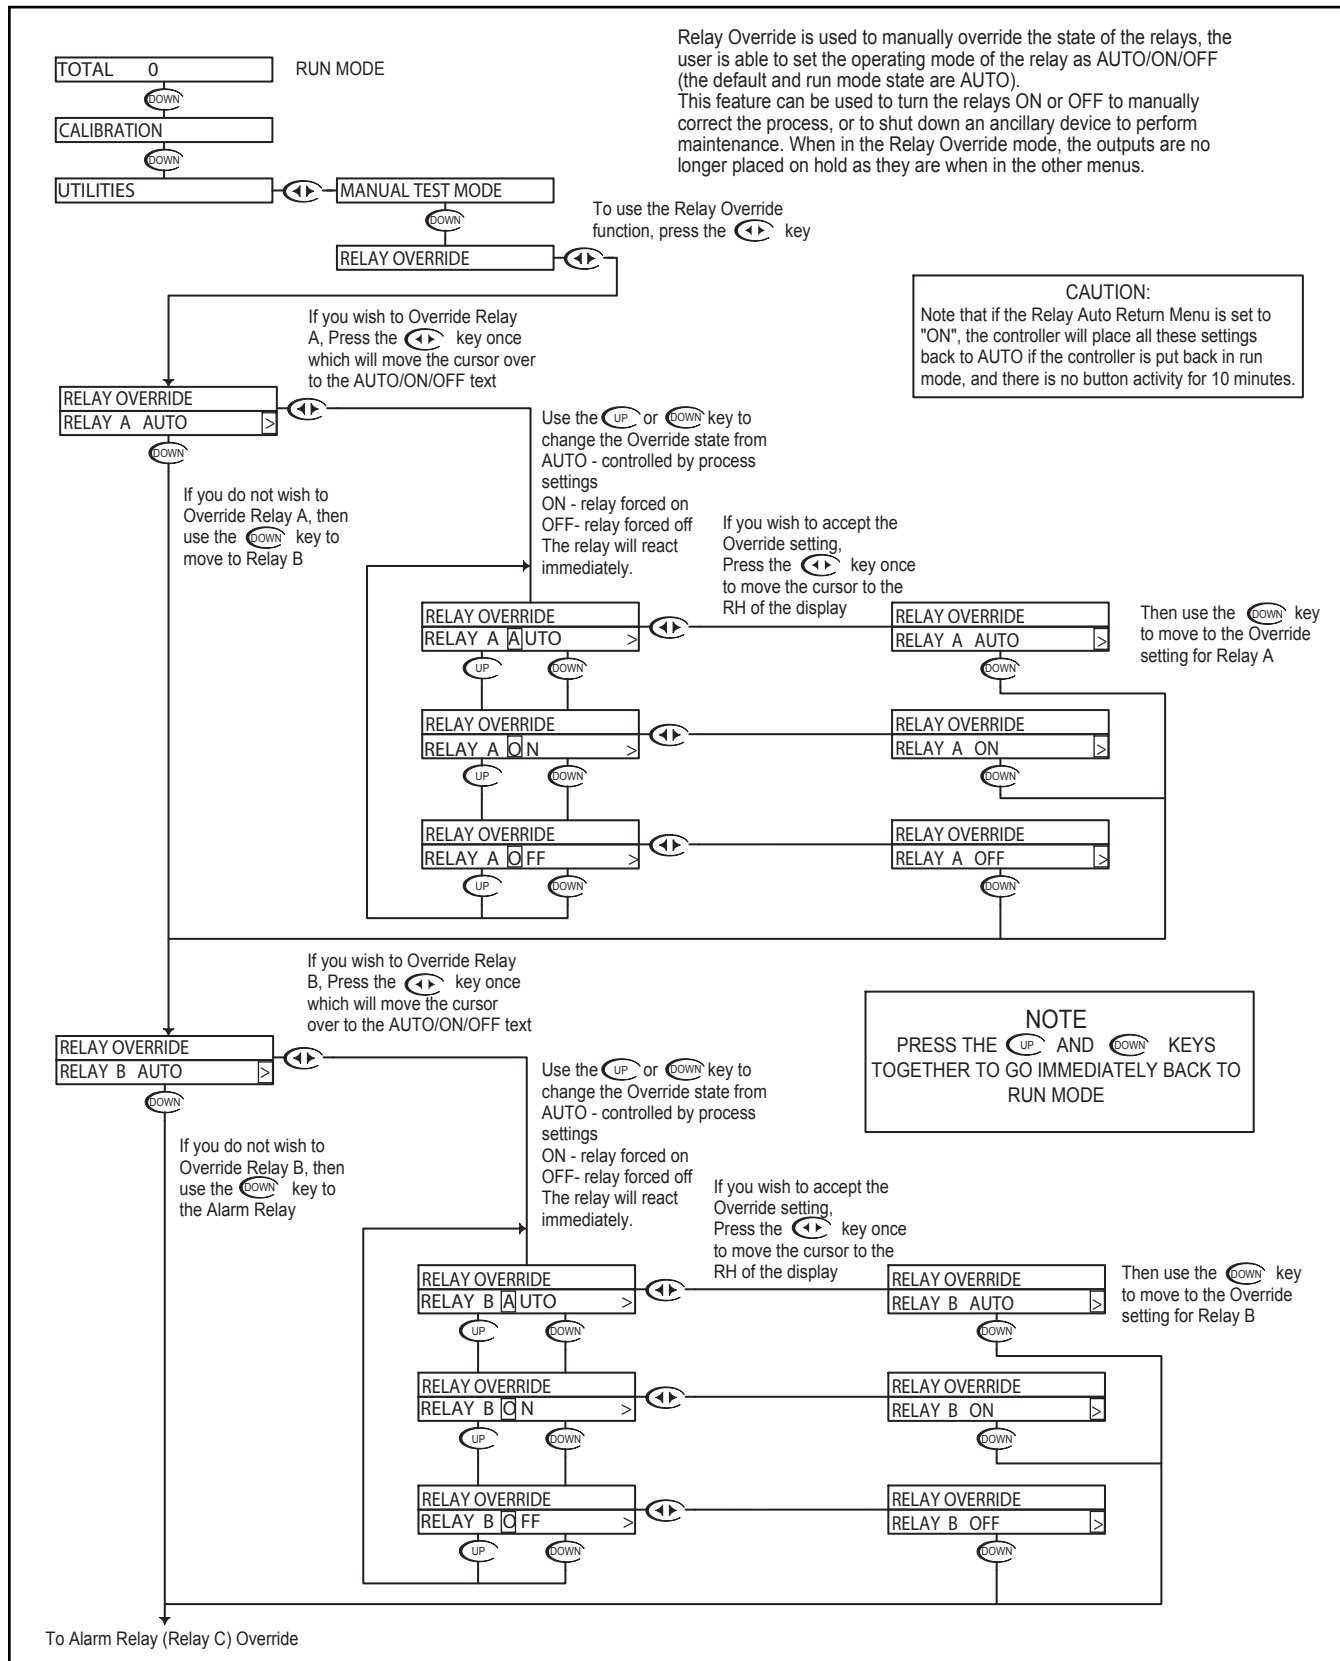 Relay Override is used to manually override the state of the relays, the
user is able to set the operating mode of the relay as AUTO/ON/OFF
(the default and run mode state are AUTO).
This feature can be used to turn the relays ON or OFF to manually
correct the process, or to shut down an ancillary device to perform
maintenance. When in the Relay Override mode, the outputs are no
longer placed on hold as they are when in the other menus.
TOTAL 0
RUN MODE
DOWN
CALIBRATION
DOWN
UTILITIES
MANUAL TEST MODE
DOWN
RELAY OVERRIDE
To use the Relay Override
function, press the key
CAUTION:
Note that if the Relay Auto Return Menu is set to
"ON", the controller will place all these settings
back to AUTO if the controller is put back in run
mode, and there is no button activity for 10 minutes.
If you wish to Override Relay
A, Press the key once
which will move the cursor over
to the AUTO/ON/OFF text
RELAY OVERRIDE
RELAY A AUTO >
DOWN
If you do not wish to
Override Relay A, then
use the DOWN key to
move to Relay B
Use the UP or DOWN key to
change the Override state from
AUTO - controlled by process
settings
ON - relay forced on
OFF- relay forced off
The relay will react
immediately.
If you wish to accept the
Override setting,
Press the key once
to move the cursor to the
RH of the display
Then use the DOWN key
to move to the Override
setting for Relay A
RELAY OVERRIDE
RELAY A AUTO >
UP DOWN
RELAY OVERRIDE
RELAY A AUTO >
DOWN
RELAY OVERRIDE
RELAY A ON >
UP DOWN
RELAY OVERRIDE
RELAY A ON >
DOWN
RELAY OVERRIDE
RELAY A OFF >
UP DOWN
RELAY OVERRIDE
RELAY A OFF >
DOWN
If you wish to Override Relay
B, Press the key once
which will move the cursor
over to the AUTO/ON/OFF text
NOTE
PRESS THE UP AND DOWN KEYS
TOGETHER TO GO IMMEDIATELY BACK TO
RUN MODE
RELAY OVERRIDE
RELAY B AUTO >
DOWN
If you do not wish to
Override Relay B, then
use the DOWN key to
the Alarm Relay
Use the UP or DOWN key to
change the Override state from
AUTO - controlled by process
settings
ON - relay forced on
OFF- relay forced off
The relay will react
immediately.
If you wish to accept the
Override setting,
Press the key once
to move the cursor to the
RH of the display
Then use the DOWN key
to move to the Override
setting for Relay B
RELAY OVERRIDE
RELAY B AUTO >
UP DOWN
RELAY OVERRIDE
RELAY B AUTO >
DOWN
RELAY OVERRIDE
RELAY B ON >
UP DOWN
RELAY OVERRIDE
RELAY B ON >
DOWN
RELAY OVERRIDE
RELAY B OFF >
UP DOWN
RELAY OVERRIDE
RELAY B OFF >
DOWN
To Alarm Relay (Relay C) Override